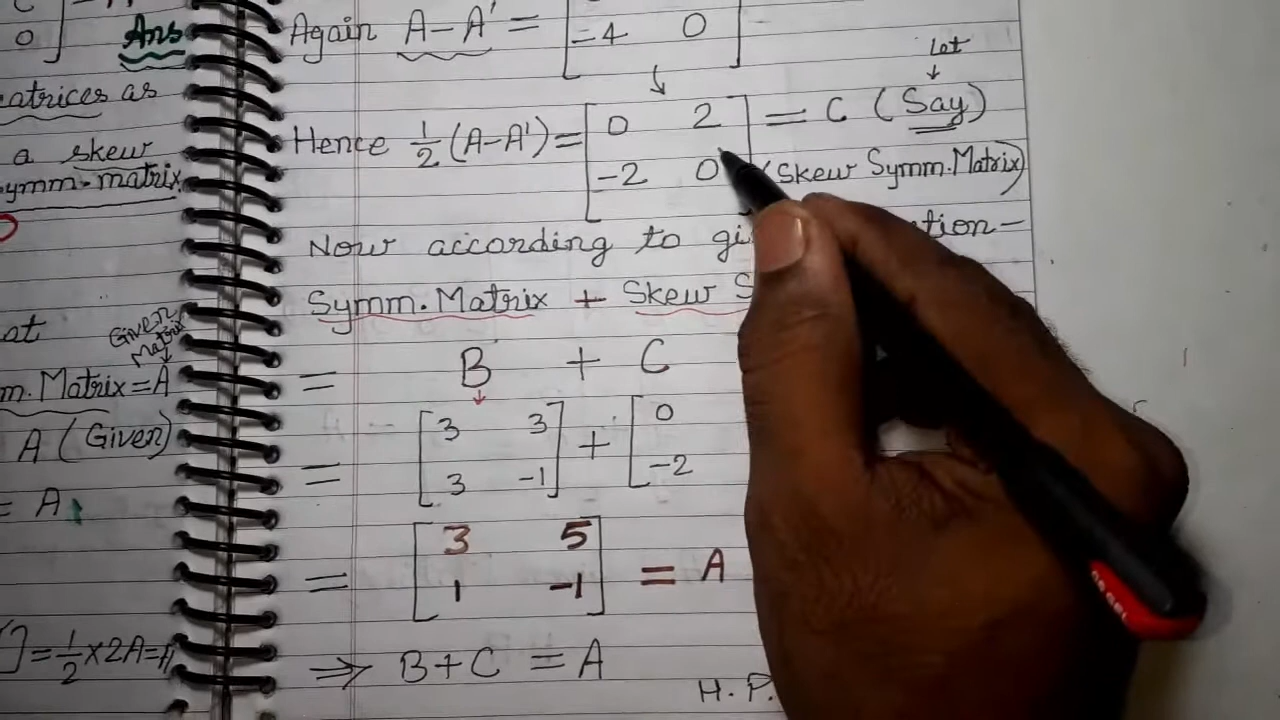 0 ] Ans
matrices as
a skew
symm-matrix
at
Given Matrix
m. Matrix = A
A (Given)
= A
] = 1/2 × 2A = A
Again A - A' = [ -4 0 ]
Let
Hence 1/2 (A - A') = [ 0 2
-2 0 ] = C (Say)
(Skew Symm. Matrix)
Now according to
Symm. Matrix + Skew S
= B + C
= [ 3 3
3 -1 ] + [ 0
-2
= [ 3 5
1 -1 ] = A
⇒ B + C = A
H. P.